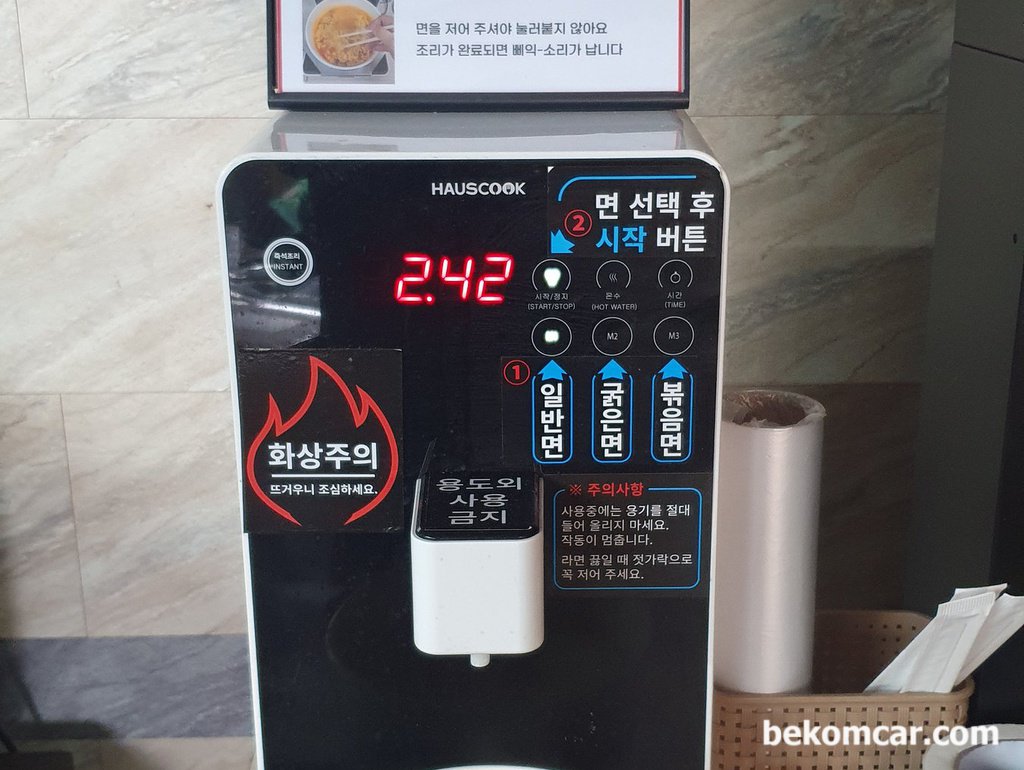 면을 저어 주셔야 눌러붙지 않아요
조리가 완료되면 삐익-소리가 납니다
HAUSCOOK
② 면 선택 후
시작 버튼
즉석조리
INSTANT
2.42
시작/정지
(START/STOP)
온수
(HOT WATER)
시간
(TIME)
M2
M3
①
일반면
굵은면
볶음면
화상주의
뜨거우니 조심하세요.
용도외
사용
금지
※ 주의사항
사용중에는 용기를 절대
들어 올리지 마세요.
작동이 멈춥니다.
라면 끓일 때 젓가락으로
꼭 저어 주세요.
bekomcar.com